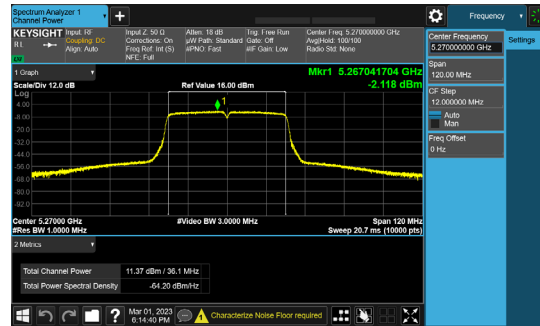 Spectrum Analyzer 1
Channel Power
Frequency
KEYSIGHT
Input: RF
Coupling: DC
Align: Auto
Input Z: 50 Ω
Corrections: On
Freq Ref: Int (S)
NFE: Full
Atten: 18 dB
µW Path: Standard
#PNO: Fast
Trig: Free Run
Gate: Off
#IF Gain: Low
Center Freq: 5.270000000 GHz
Avg|Hold: 100/100
Radio Std: None
Center Frequency
5.270000000 GHz
Settings
Span
120.00 MHz
CF Step
12.000000 MHz
Auto
Man
Freq Offset
0 Hz
1 Graph
Mkr1 5.267041704 GHz
-2.118 dBm
Scale/Div 12.0 dB
Ref Value 16.00 dBm
Log
4.00
-8.00
-20.0
-32.0
-44.0
-56.0
-68.0
-80.0
-92.0
1
Center 5.27000 GHz
#Video BW 3.0000 MHz
Span 120 MHz
#Res BW 1.0000 MHz
Sweep 20.7 ms (10000 pts)
2 Metrics
Total Channel Power
11.37 dBm / 36.1 MHz
Total Power Spectral Density
-64.20 dBm/Hz
?
Mar 01, 2023
6:14:40 PM
Characterize Noise Floor required